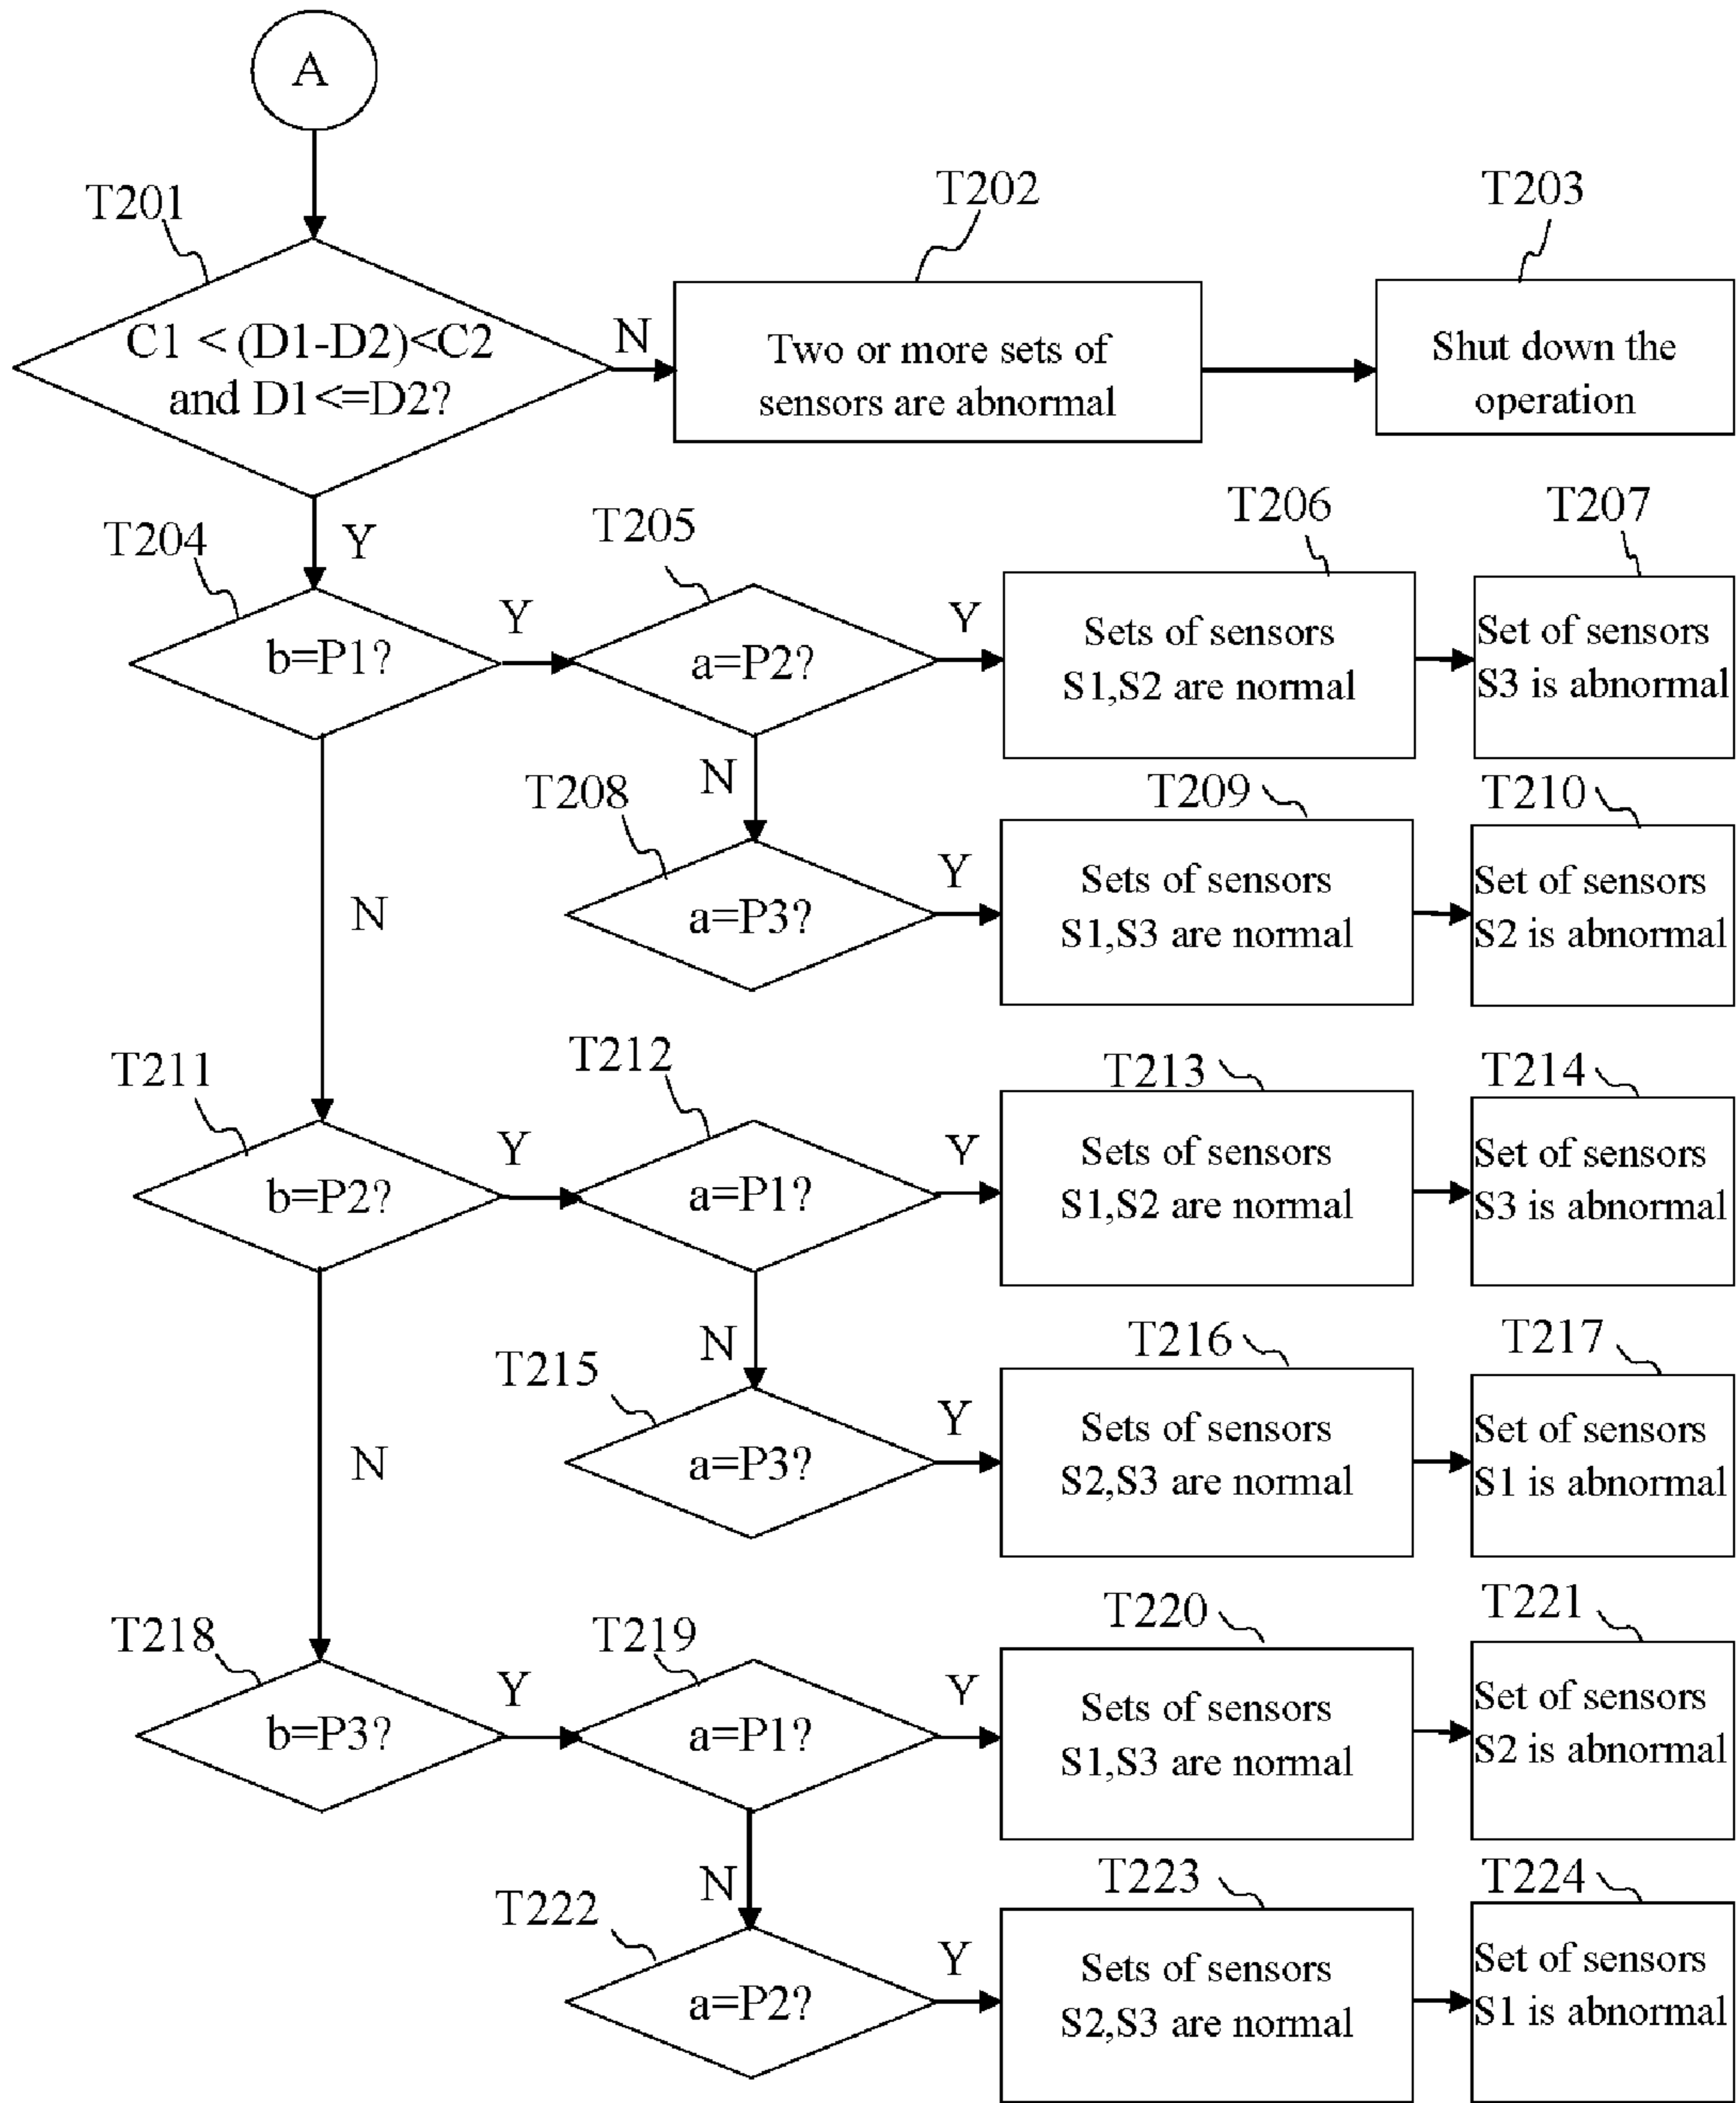 A
T201
T202
T203
C1 < (D1-D2)<C2
and D1<=D2?
N
Two or more sets of
sensors are abnormal
Shut down the
operation
Y
T204
T205
T206
T207
b=P1?
Y
a=P2?
Y
Sets of sensors
S1,S2 are normal
Set of sensors
S3 is abnormal
N
N
T208
T209
T210
a=P3?
Y
Sets of sensors
S1,S3 are normal
Set of sensors
S2 is abnormal
T211
T212
T213
T214
b=P2?
Y
a=P1?
Y
Sets of sensors
S1,S2 are normal
Set of sensors
S3 is abnormal
N
N
T215
T216
T217
a=P3?
Y
Sets of sensors
S2,S3 are normal
Set of sensors
S1 is abnormal
T218
T219
T220
T221
b=P3?
Y
a=P1?
Y
Sets of sensors
S1,S3 are normal
Set of sensors
S2 is abnormal
N
T222
T223
T224
a=P2?
Y
Sets of sensors
S2,S3 are normal
Set of sensors
S1 is abnormal